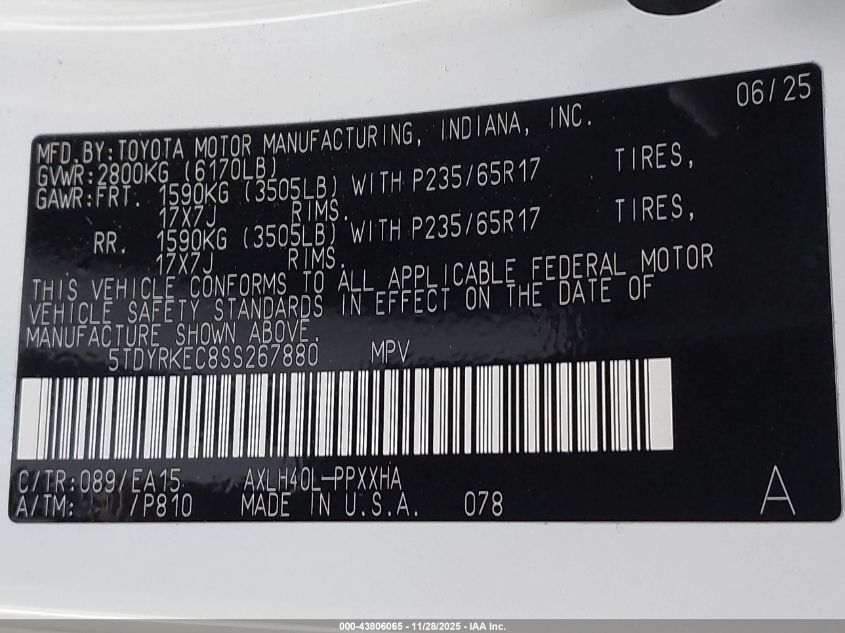 06/25
MFD.BY:TOYOTA MOTOR MANUFACTURING, INDIANA, INC.
GVWR:2800KG (6170LB)
GAWR:FRT. 1590KG (3505LB) WITH P235/65R17 TIRES,
17X7J RIMS.
RR. 1590KG (3505LB) WITH P235/65R17 TIRES,
17X7J RIMS.
THIS VEHICLE CONFORMS TO ALL APPLICABLE FEDERAL MOTOR
VEHICLE SAFETY STANDARDS IN EFFECT ON THE DATE OF
MANUFACTURE SHOWN ABOVE.
5TDYRKEC8SS267880 MPV
C/TR:089/EA15 AXLH40L-PPXXHA
A/TM: /P810 MADE IN U.S.A. 078
A
000-43806065 | 11/28/2025 - IAA Inc.